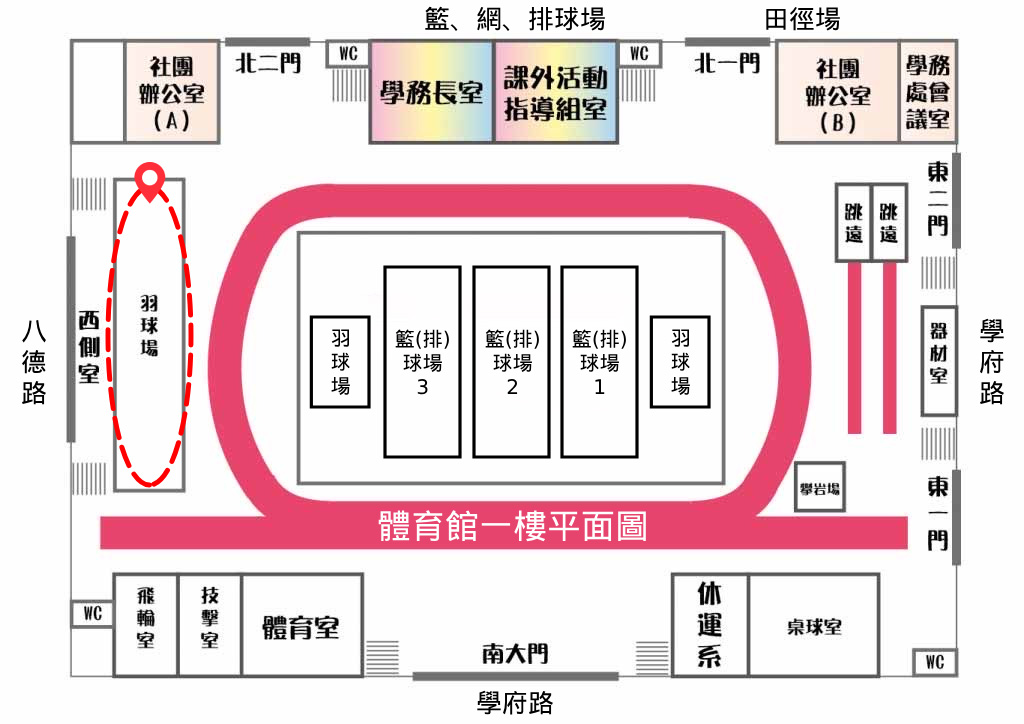 籃、網、排球場
田徑場
社團
辦公室
(A)
北二門
WC
學務長室
課外活動
指導組室
WC
北一門
社團
辦公室
(B)
學務
處會
議室
東
二
門
跳
遠
跳
遠
羽
球
場
西
側
室
八
德
路
羽
球
場
籃(排)
球場
3
籃(排)
球場
2
籃(排)
球場
1
羽
球
場
器
材
室
學
府
路
攀岩場
東
一
門
體育館一樓平面圖
WC
飛
輪
室
技
擊
室
體育室
南大門
休
運
系
桌球室
WC
學府路